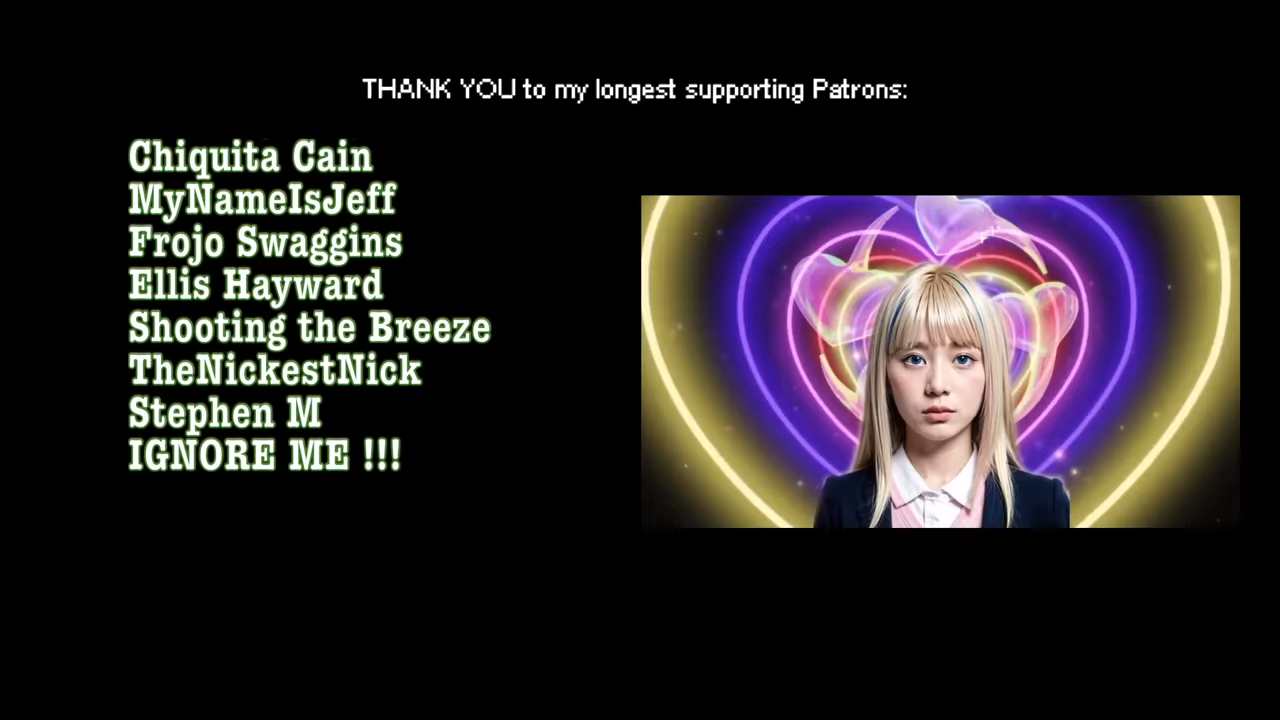 THANK YOU to my longest supporting Patrons:
Chiquita Cain
MyNameIsJeff
Frojo Swaggins
Ellis Hayward
Shooting the Breeze
TheNickestNick
Stephen M
IGNORE ME !!!